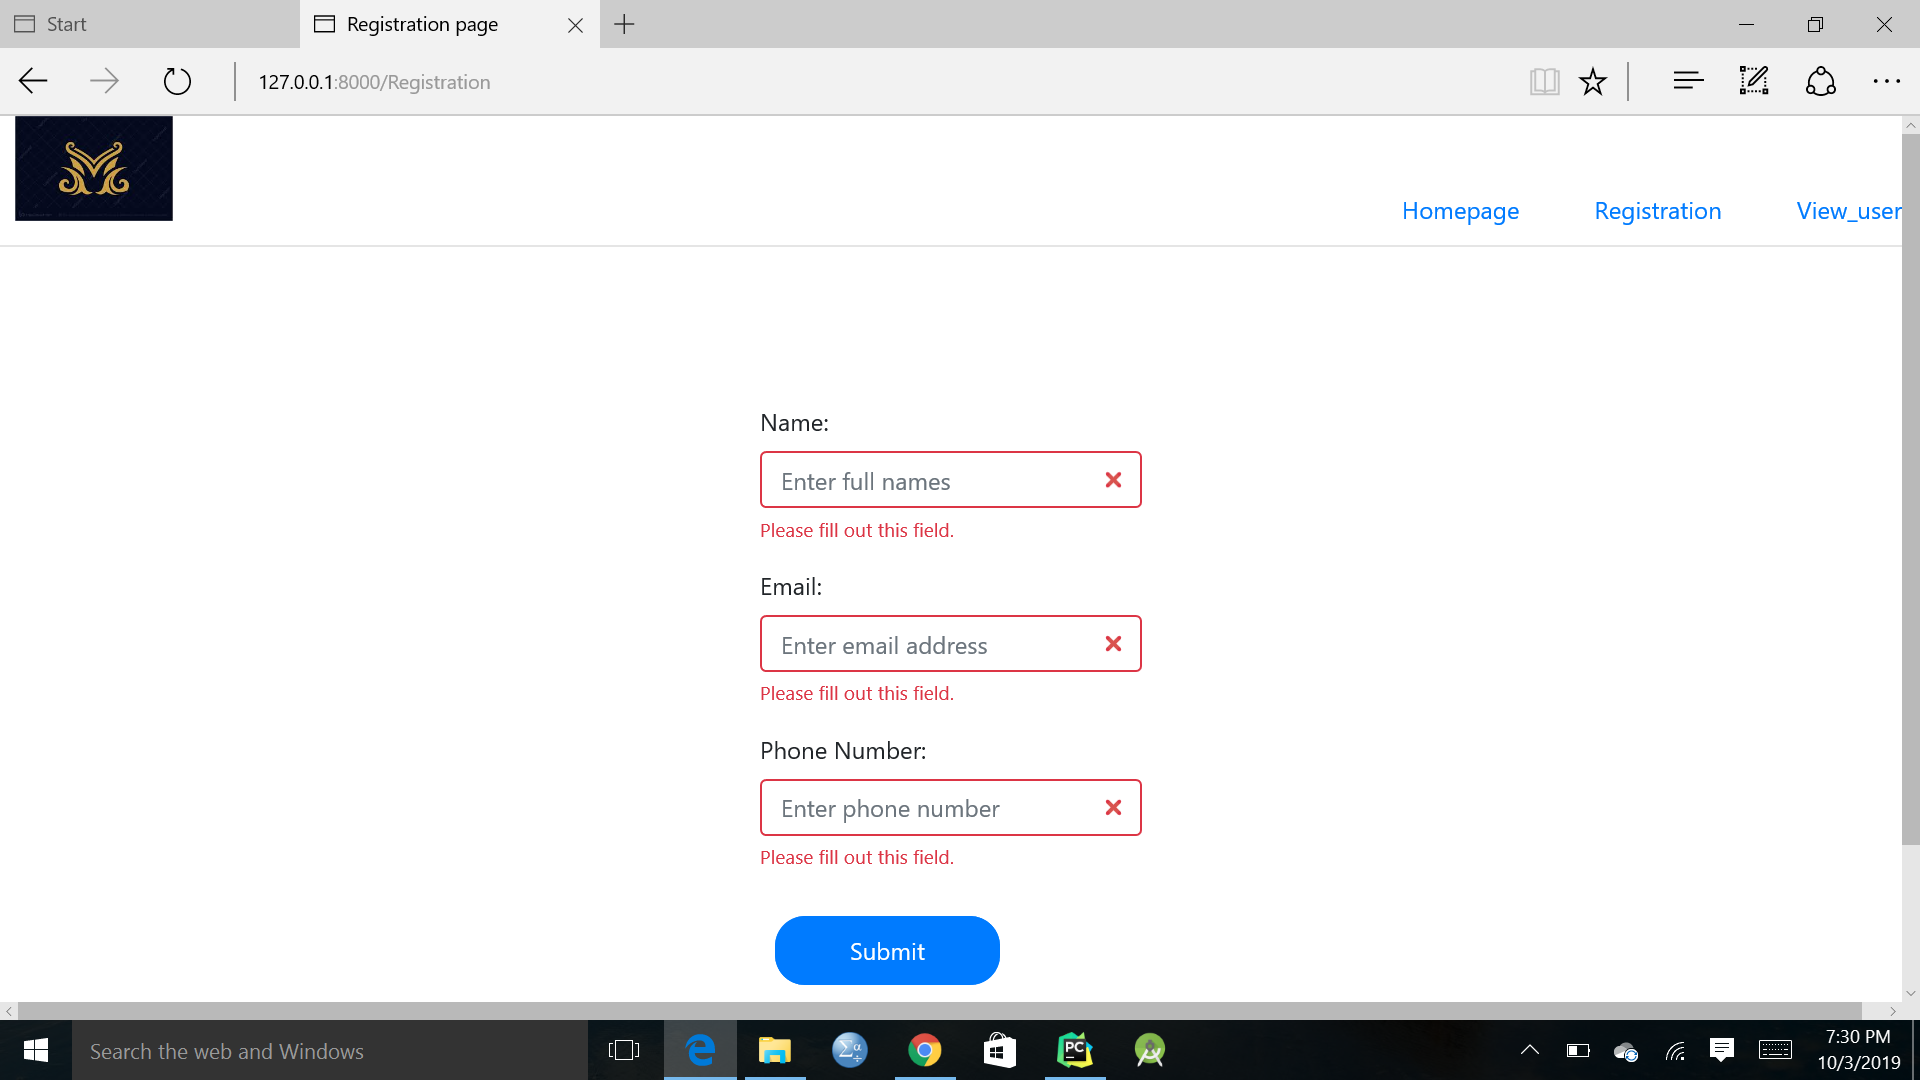 Start
Registration page
127.0.0.1:8000/Registration
Homepage
Registration
View_user
Name:
Enter full names
Please fill out this field.
Email:
Enter email address
Please fill out this field.
Phone Number:
Enter phone number
Please fill out this field.
Submit
Search the web and Windows
PC
7:30 PM
10/3/2019